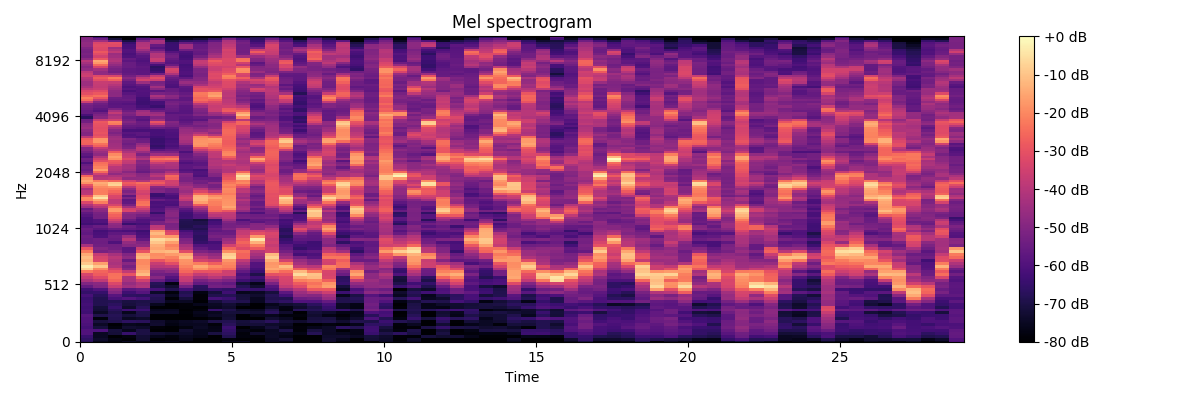 Mel spectrogram
Hz
8192
4096
2048
1024
512
0
0 5 10 15 20 25
Time
+0 dB
-10 dB
-20 dB
-30 dB
-40 dB
-50 dB
-60 dB
-70 dB
-80 dB